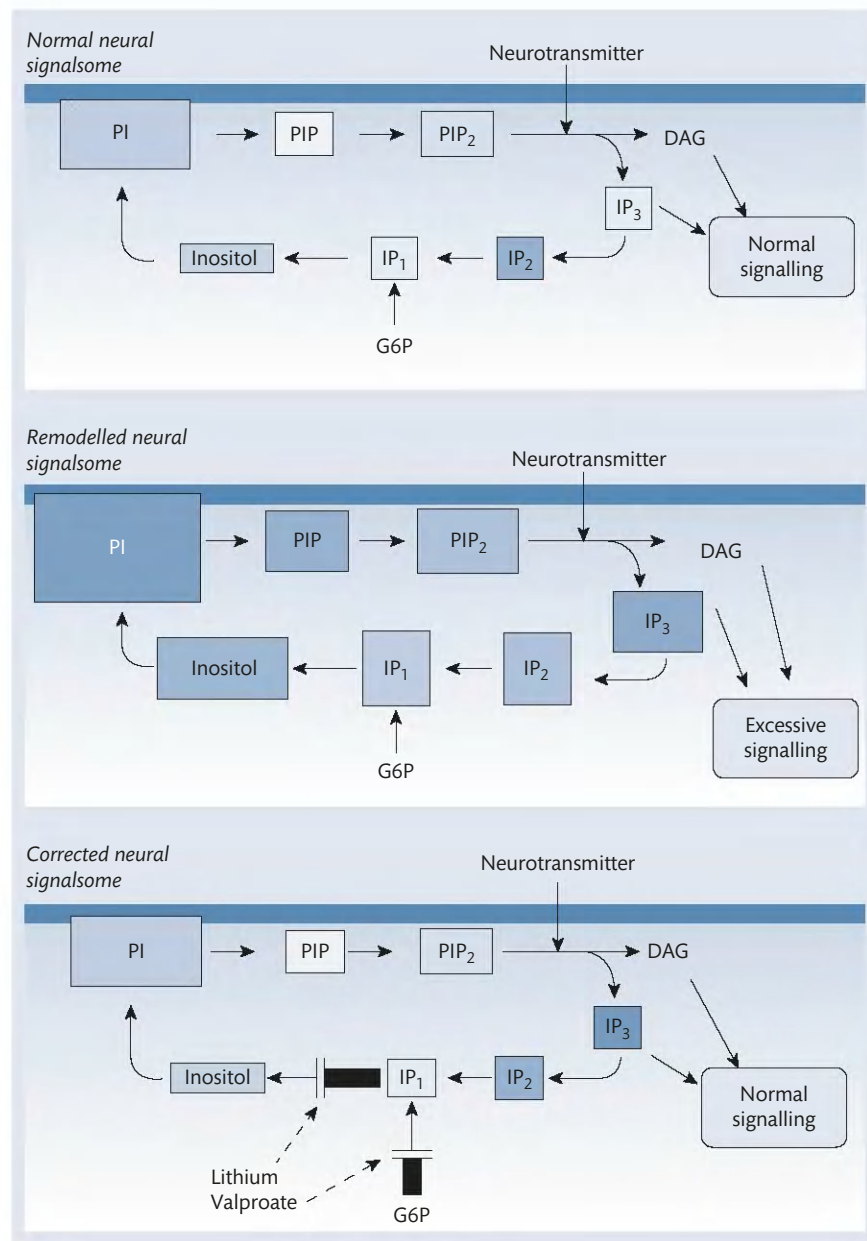 Normal neural
signalsome
Neurotransmitter
PI
PIP
PIP₂
DAG
IP₃
Normal
signalling
Inositol
IP₁
IP₂
G6P
Remodelled neural
signalsome
Neurotransmitter
PI
PIP
PIP₂
DAG
IP₃
Inositol
IP₁
IP₂
Excessive
signalling
G6P
Corrected neural
signalsome
Neurotransmitter
PI
PIP
PIP₂
DAG
IP₃
Inositol
IP₁
IP₂
Normal
signalling
Lithium
Valproate
G6P